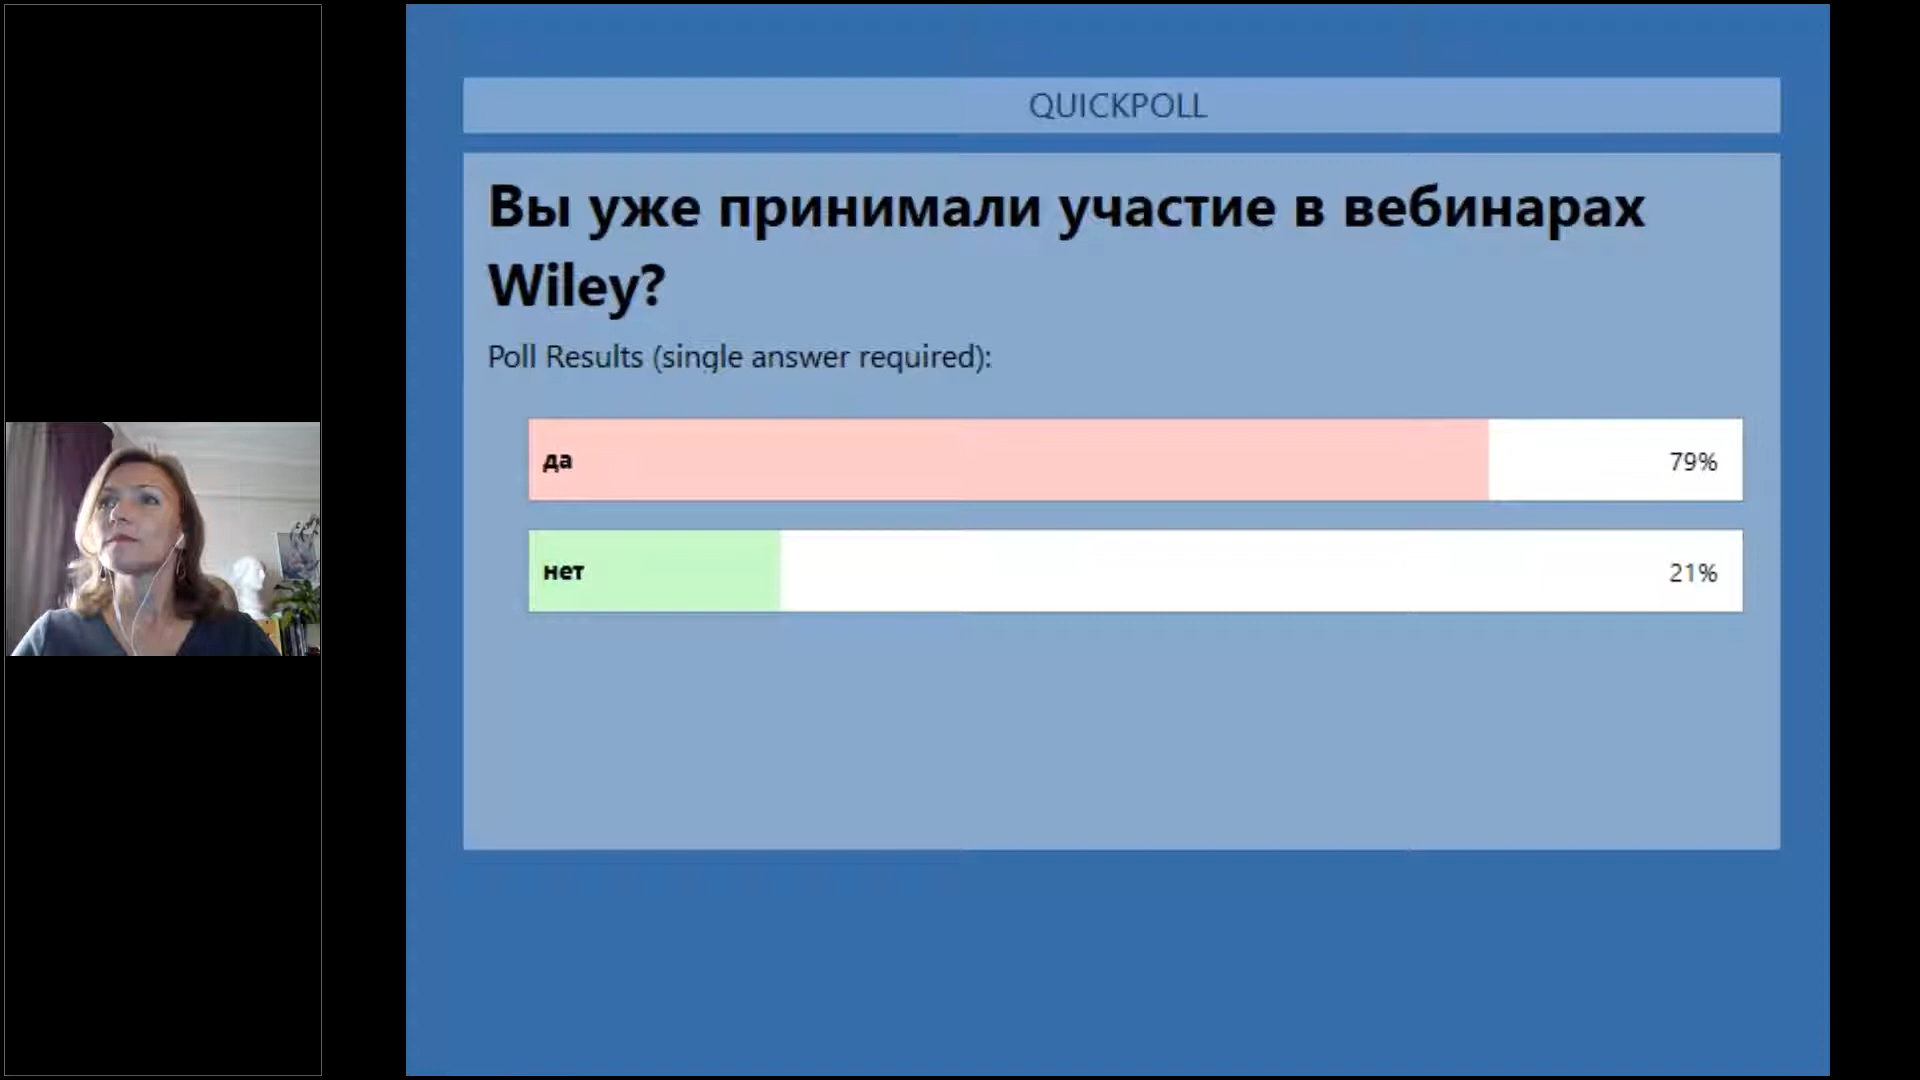 QUICKPOLL
Вы уже принимали участие в вебинарах
Wiley?
Poll Results (single answer required):
да 79%
нет 21%